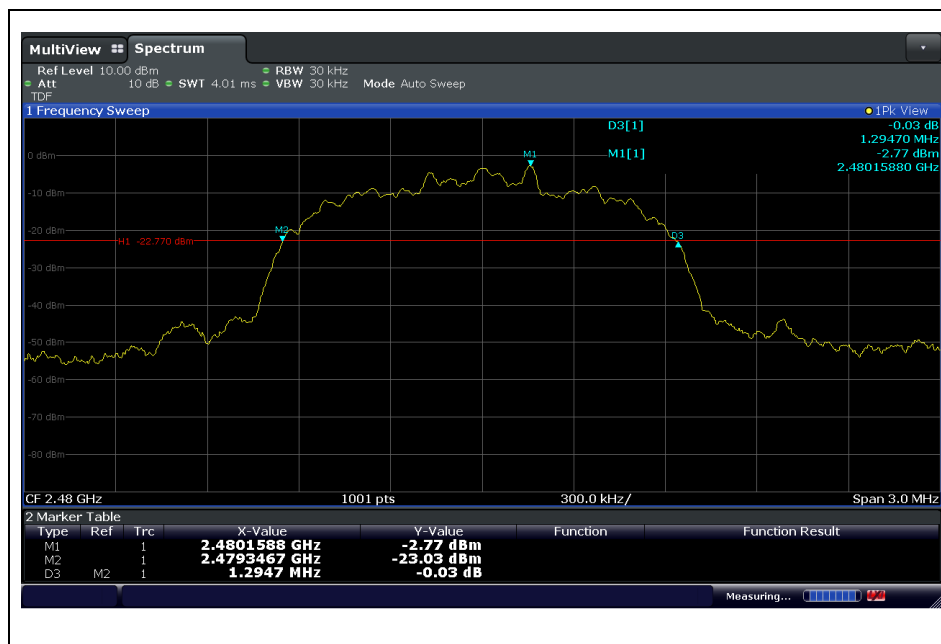 MultiView Spectrum
Ref Level 10.00 dBm RBW 30 kHz
Att 10 dB SWT 4.01 ms VBW 30 kHz Mode Auto Sweep
TDF
1 Frequency Sweep 1Pk View
D3[1] -0.03 dB
1.29470 MHz
M1[1] -2.77 dBm
2.48015880 GHz
M1
0 dBm
-10 dBm
-20 dBm
M2
D3
H1 -22.770 dBm
-30 dBm
-40 dBm
-50 dBm
-60 dBm
-70 dBm
-80 dBm
CF 2.48 GHz 1001 pts 300.0 kHz/ Span 3.0 MHz
2 Marker Table
Type Ref Trc X-Value Y-Value Function Function Result
M1 1 2.4801588 GHz -2.77 dBm
M2 1 2.4793467 GHz -23.03 dBm
D3 M2 1 1.2947 MHz -0.03 dB
Measuring...